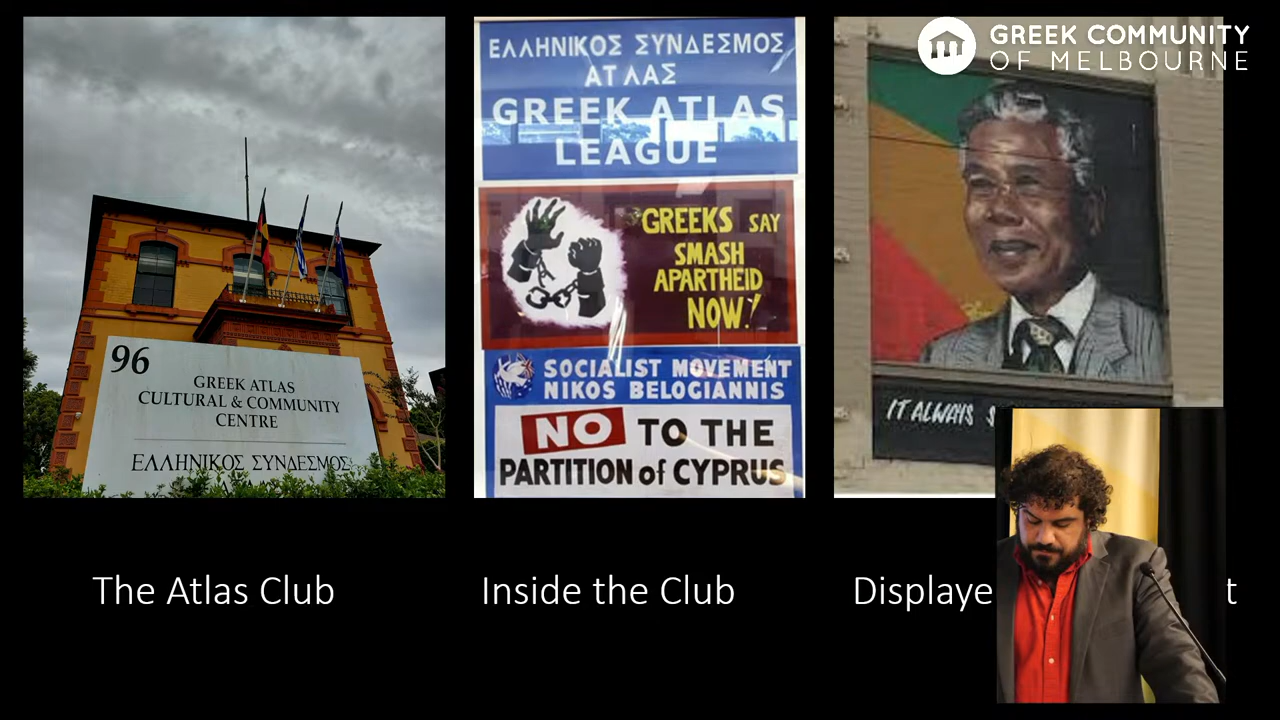 GREEK COMMUNITY
OF MELBOURNE
96
GREEK ATLAS
CULTURAL & COMMUNITY
CENTRE
ΕΛΛΗΝΙΚΟΣ ΣΥΝΔΕΣΜΟΣ
ΕΛΛΗΝΙΚΟΣ ΣΥΝΔΕΣΜΟΣ
ΑΤΛΑΣ
GREEK ATLAS
LEAGUE
GREEKS SAY
SMASH
APARTHEID
NOW!
SOCIALIST MOVEMENT
NIKOS BELOGIANNIS
NO TO THE
PARTITION of CYPRUS
IT ALWAYS
The Atlas Club
Inside the Club